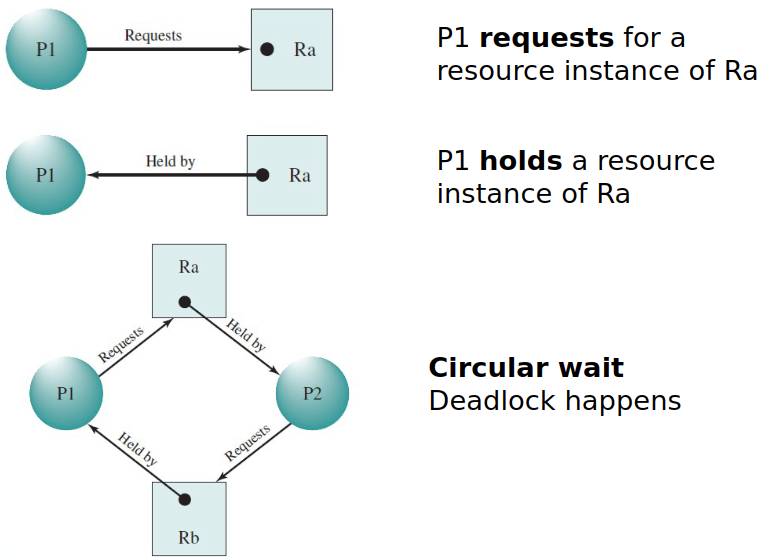 P1
Requests
Ra
P1 requests for a
resource instance of Ra
P1
Held by
Ra
P1 holds a resource
instance of Ra
Ra
Requests
Held by
P1
P2
Circular wait
Deadlock happens
Held by
Requests
Rb